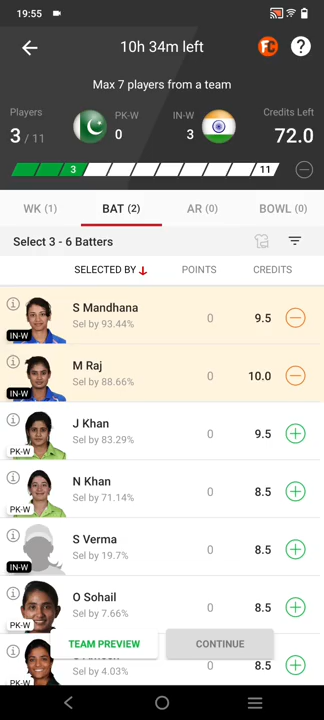 19:55
10h 34m left
FC
?
Max 7 players from a team
Players
3 / 11
PK-W
0
IN-W
3
Credits Left
72.0
3
11
WK (1)
BAT (2)
AR (0)
BOWL (0)
Select 3 - 6 Batters
SELECTED BY
POINTS
CREDITS
S Mandhana
Sel by 93.44%
0
9.5
IN-W
M Raj
Sel by 88.66%
0
10.0
IN-W
J Khan
Sel by 83.29%
0
9.5
PK-W
N Khan
Sel by 71.14%
0
8.5
PK-W
S Verma
Sel by 19.7%
0
8.5
IN-W
O Sohail
Sel by 7.66%
0
8.5
PK-W
TEAM PREVIEW
CONTINUE
Sel by 4.03%
0
8.5